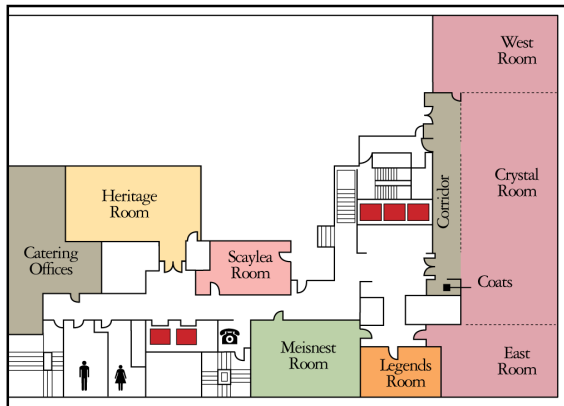 West
Room
Heritage
Room
Crystal
Room
Corridor
Catering
Offices
Scaylea
Room
Coats
Meisnest
Room
Legends
Room
East
Room